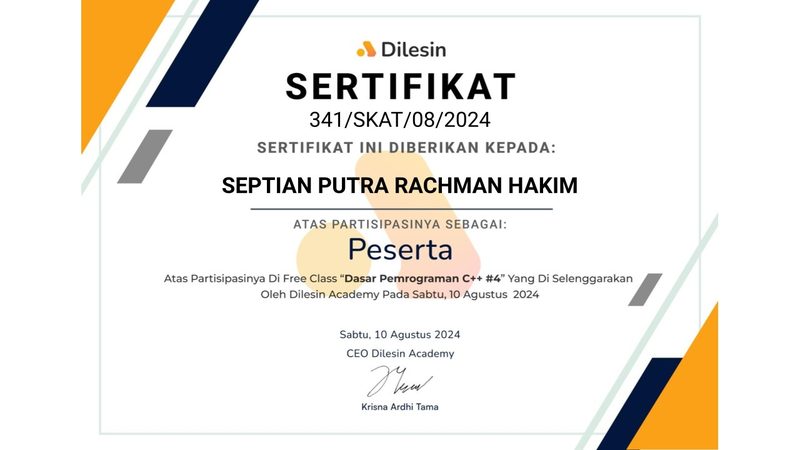 Dilesin
SERTIFIKAT
341/SKAT/08/2024
SERTIFIKAT INI DIBERIKAN KEPADA:
SEPTIAN PUTRA RACHMAN HAKIM
ATAS PARTISIPASINYA SEBAGAI:
Peserta
Atas Partisipasinya Di Free Class “Dasar Pemrograman C++ #4” Yang Di Selenggarakan
Oleh Dilesin Academy Pada Sabtu, 10 Agustus 2024
Sabtu, 10 Agustus 2024
CEO Dilesin Academy
Krisna Ardhi Tama